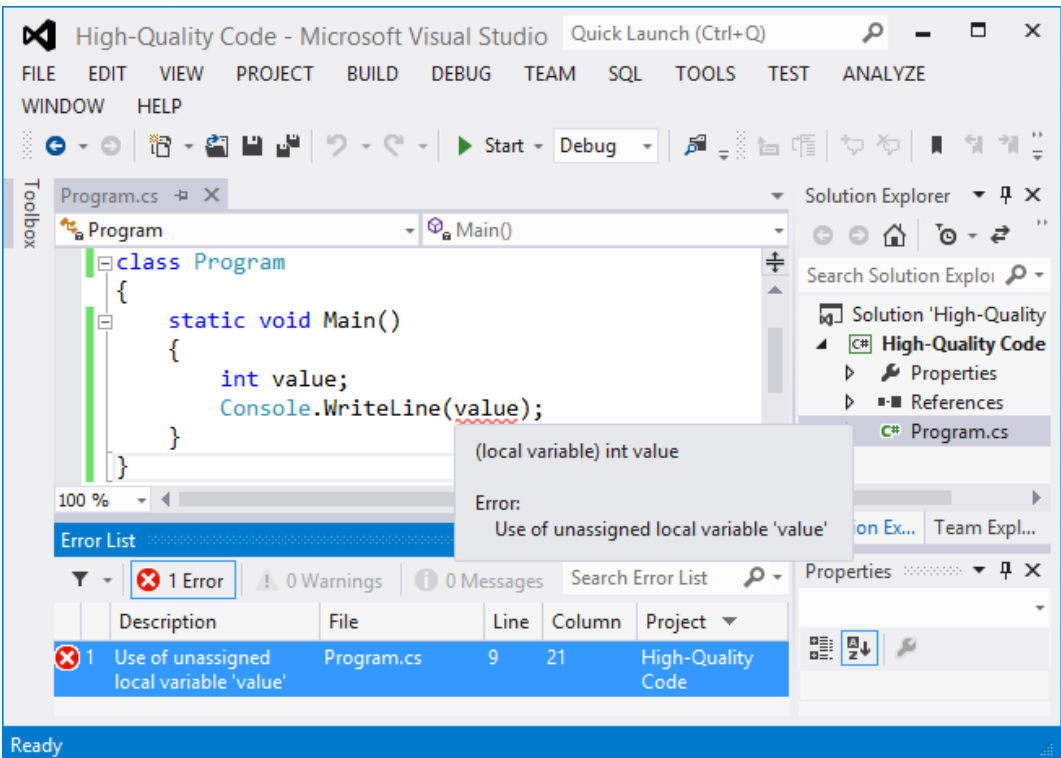 High-Quality Code - Microsoft Visual Studio
Quick Launch (Ctrl+Q)
FILE EDIT VIEW PROJECT BUILD DEBUG TEAM SQL TOOLS TEST ANALYZE
WINDOW HELP
Start
Debug
Toolbox
Program.cs
Program
Main()
class Program
{
static void Main()
{
int value;
Console.WriteLine(value);
}
}
(local variable) int value
Error:
Use of unassigned local variable 'value'
100 %
Solution Explorer
Search Solution Explo
Solution 'High-Quality
C# High-Quality Code
Properties
References
C# Program.cs
ion Ex...
Team Expl...
Error List
1 Error
0 Warnings
0 Messages
Search Error List
Description File Line Column Project
1 Use of unassigned Program.cs 9 21 High-Quality
local variable 'value' Code
Properties
Ready